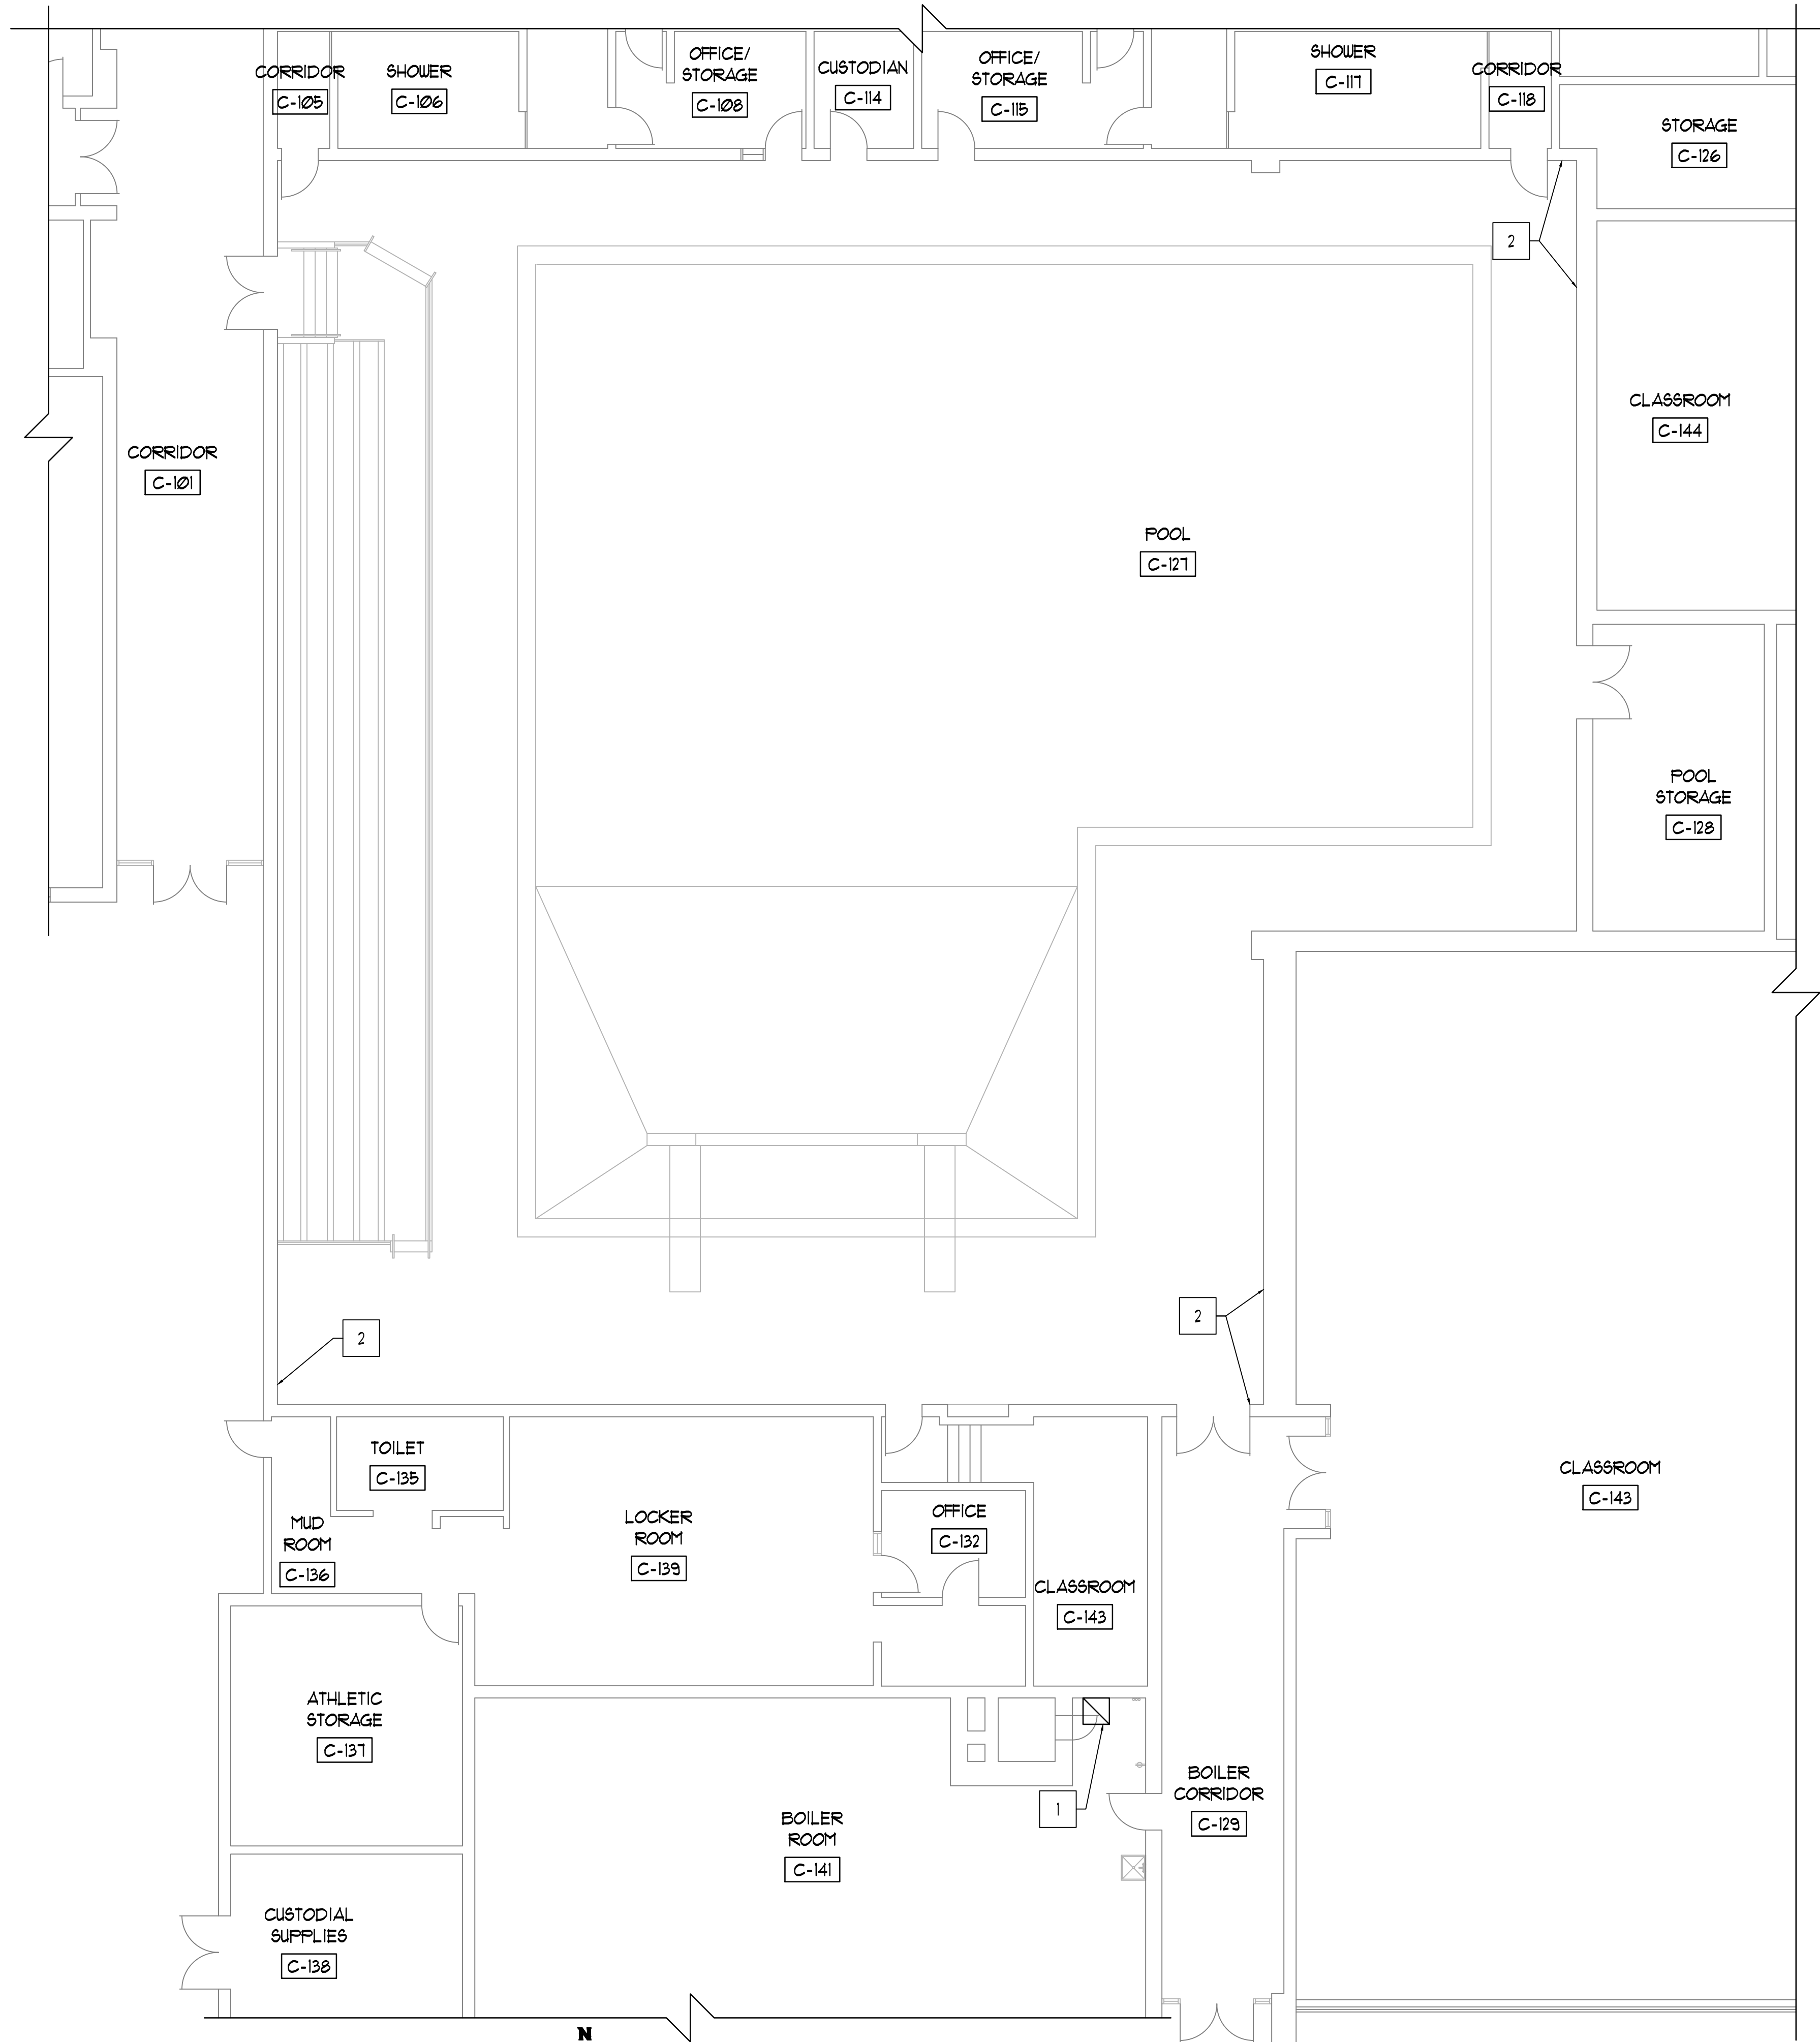 CORRIDOR
C-105
SHOWER
C-106
OFFICE/
STORAGE
C-108
CUSTODIAN
C-114
OFFICE/
STORAGE
C-115
SHOWER
C-117
CORRIDOR
C-118
STORAGE
C-126
2
CLASSROOM
C-144
CORRIDOR
C-101
POOL
C-127
POOL
STORAGE
C-128
2
2
TOILET
C-135
MUD
ROOM
C-136
LOCKER
ROOM
C-139
OFFICE
C-132
CLASSROOM
C-143
CLASSROOM
C-143
ATHLETIC
STORAGE
C-137
1
BOILER
CORRIDOR
C-129
BOILER
ROOM
C-141
CUSTODIAL
SUPPLIES
C-138
N